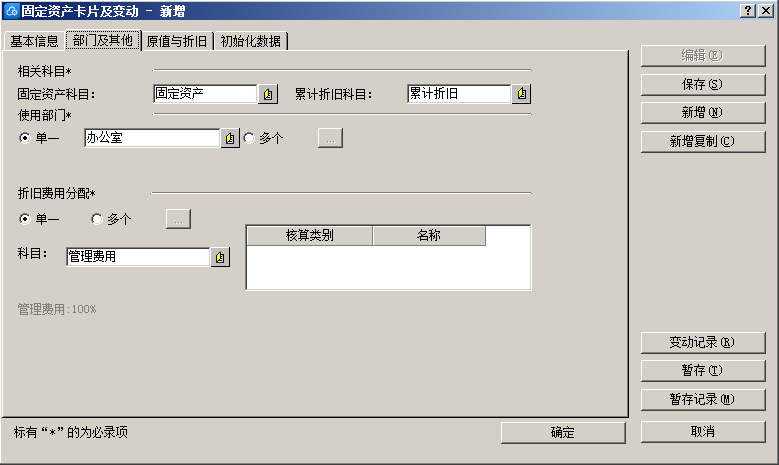 固定资产卡片及变动 - 新增
基本信息 部门及其他 原值与折旧 初始化数据
编辑(E)
相关科目*
固定资产科目： 固定资产 累计折旧科目： 累计折旧
保存(S)
使用部门*
新增(N)
单一 办公室 多个 ...
新增复制(C)
折旧费用分配*
单一 多个 ...
核算类别 名称
科目： 管理费用
管理费用:100%
变动记录(R)
暂存(T)
暂存记录(M)
标有“*”的为必录项 确定 取消